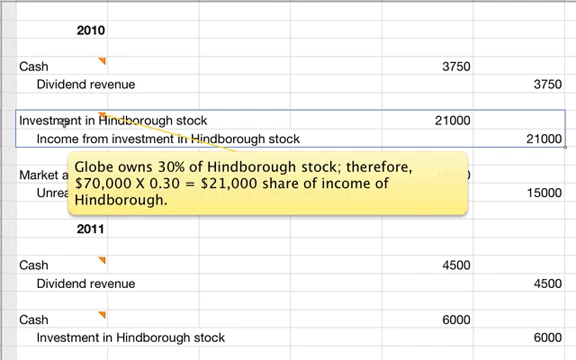 2010
Cash 3750
Dividend revenue 3750
Investment in Hindborough stock 21000
Income from investment in Hindborough stock 21000
Globe owns 30% of Hindborough stock; therefore,
$70,000 X 0.30 = $21,000 share of income of
Hindborough.
Market a
Unrea 15000
2011
Cash 4500
Dividend revenue 4500
Cash 6000
Investment in Hindborough stock 6000